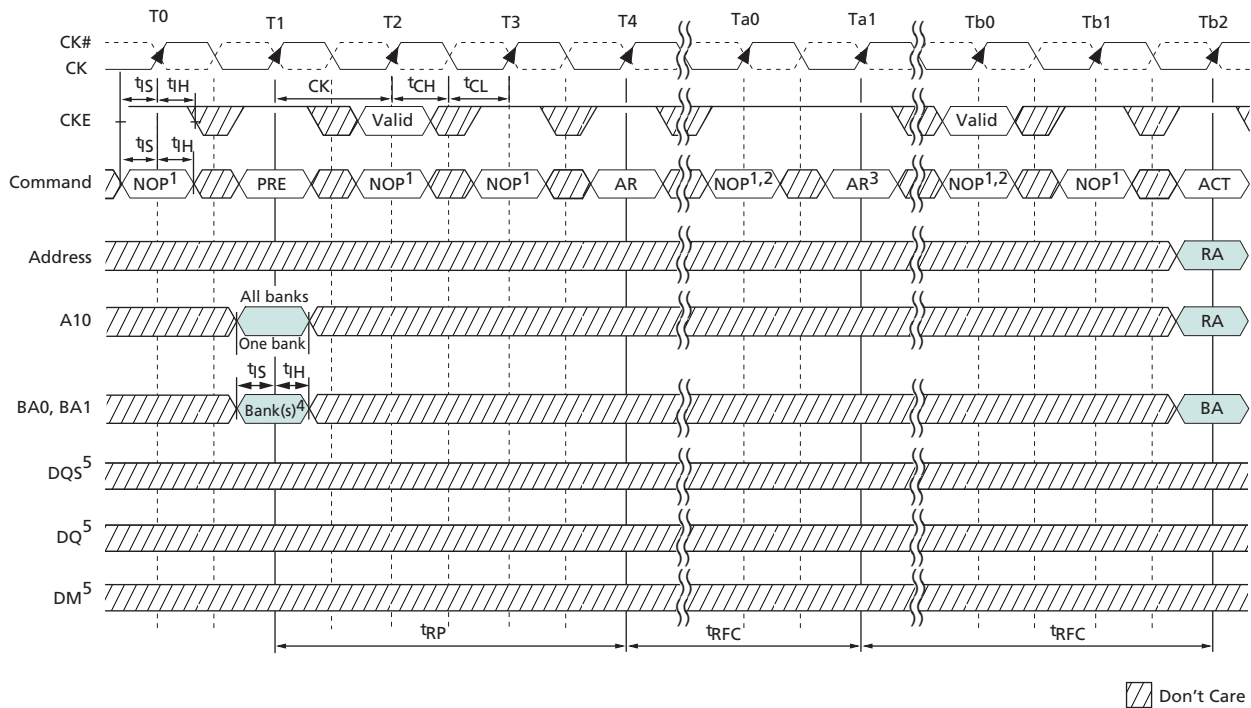 T0 T1 T2 T3 T4 Ta0 Ta1 Tb0 Tb1 Tb2
CK#
CK
tIS tIH CK tCH tCL
CKE Valid Valid
tIS tIH
Command NOP1 PRE NOP1 NOP1 AR NOP1,2 AR3 NOP1,2 NOP1 ACT
Address RA
All banks
A10 RA
One bank
tIS tIH
BA0, BA1 Bank(s)4 BA
DQS5
DQ5
DM5
tRP tRFC tRFC
Don't Care